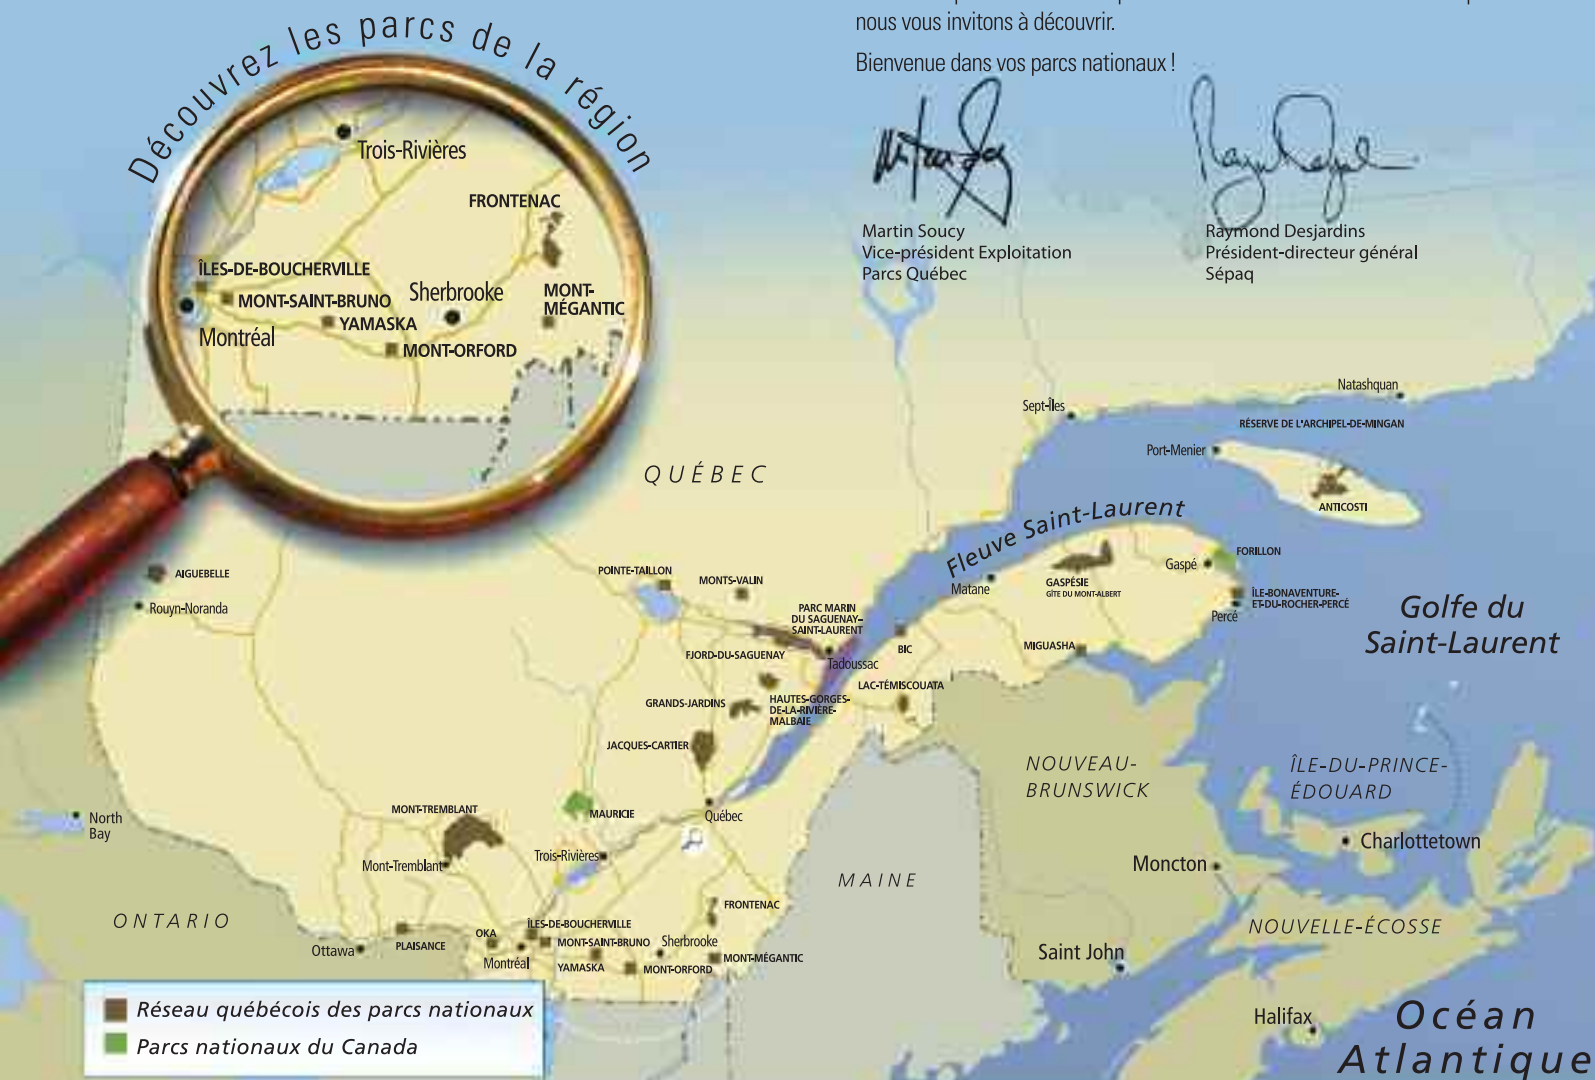 nous vous invitons à découvrir.
Bienvenue dans vos parcs nationaux !
Martin Soucy
Vice-président Exploitation
Parcs Québec
Raymond Desjardins
Président-directeur général
Sépaq
Découvrez les parcs de la région
Trois-Rivières
FRONTENAC
ÎLES-DE-BOUCHERVILLE
MONT-SAINT-BRUNO
Sherbrooke
MONT-
MÉGANTIC
YAMASKA
Montréal
MONT-ORFORD
QUÉBEC
Natashquan
Sept-Îles
RÉSERVE DE L'ARCHIPEL-DE-MINGAN
Port-Menier
ANTICOSTI
Fleuve Saint-Laurent
FORILLON
Gaspé
GASPÉSIE
GÎTE DU MONT-ALBERT
Matane
ÎLE-BONAVENTURE-
ET-DU-ROCHER-PERCÉ
Percé
Golfe du
Saint-Laurent
AIGUEBELLE
Rouyn-Noranda
POINTE-TAILLON
MONTS-VALIN
PARC MARIN
DU SAGUENAY–
SAINT-LAURENT
FJORD-DU-SAGUENAY
Tadoussac
BIC
MIGUASHA
LAC-TÉMISCOUATA
GRANDS-JARDINS
HAUTES-GORGES-
DE-LA-RIVIÈRE-
MALBAIE
JACQUES-CARTIER
NOUVEAU-
BRUNSWICK
ÎLE-DU-PRINCE-
ÉDOUARD
North
Bay
MONT-TREMBLANT
MAURICIE
Québec
Charlottetown
Mont-Tremblant
Trois-Rivières
Moncton
MAINE
ONTARIO
FRONTENAC
NOUVELLE-ÉCOSSE
Ottawa
PLAISANCE
OKA
ÎLES-DE-BOUCHERVILLE
MONT-SAINT-BRUNO
Sherbrooke
Montréal
YAMASKA
MONT-ORFORD
MONT-MÉGANTIC
Saint John
Halifax
Océan
Atlantique
Réseau québécois des parcs nationaux
Parcs nationaux du Canada